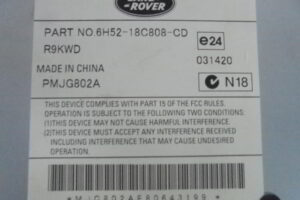 LAND-
-ROVER
PART NO.6H52-18C808-CD
R9KWD
e24
031420
MADE IN CHINA
PMJG802A
N18
THIS DEVICE COMPLIES WITH PART 15 OF THE FCC RULES.
OPERATION IS SUBJECT TO THE FOLLOWING TWO CONDITIONS:
(1)THIS DEVICE MAY NOT CAUSE HARMFUL INTERFERENCE,
(2)THIS DEVICE MUST ACCEPT ANY INTERFERENCE
INCLUDING INTERFERENCE THAT MAY CAUSE UNDESIRED
OPERATION.